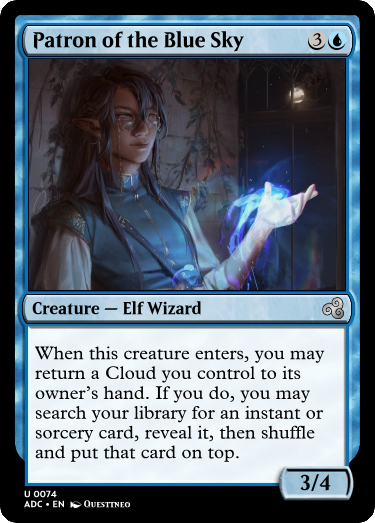 Patron of the Blue Sky 3
Creature — Elf Wizard
When this creature enters, you may
return a Cloud you control to its
owner's hand. If you do, you may
search your library for an instant or
sorcery card, reveal it, then shuffle
and put that card on top.
3/4
U 0074
ADC • EN Questtneo